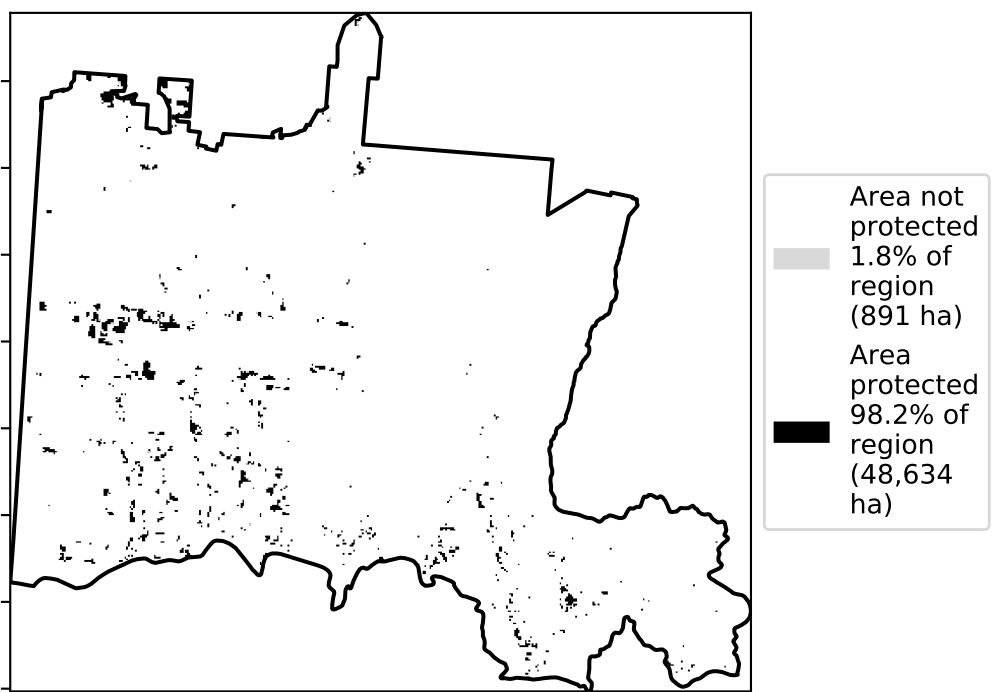 Area not
protected
1.8% of
region
(891 ha)
Area
protected
98.2% of
region
(48,634
ha)